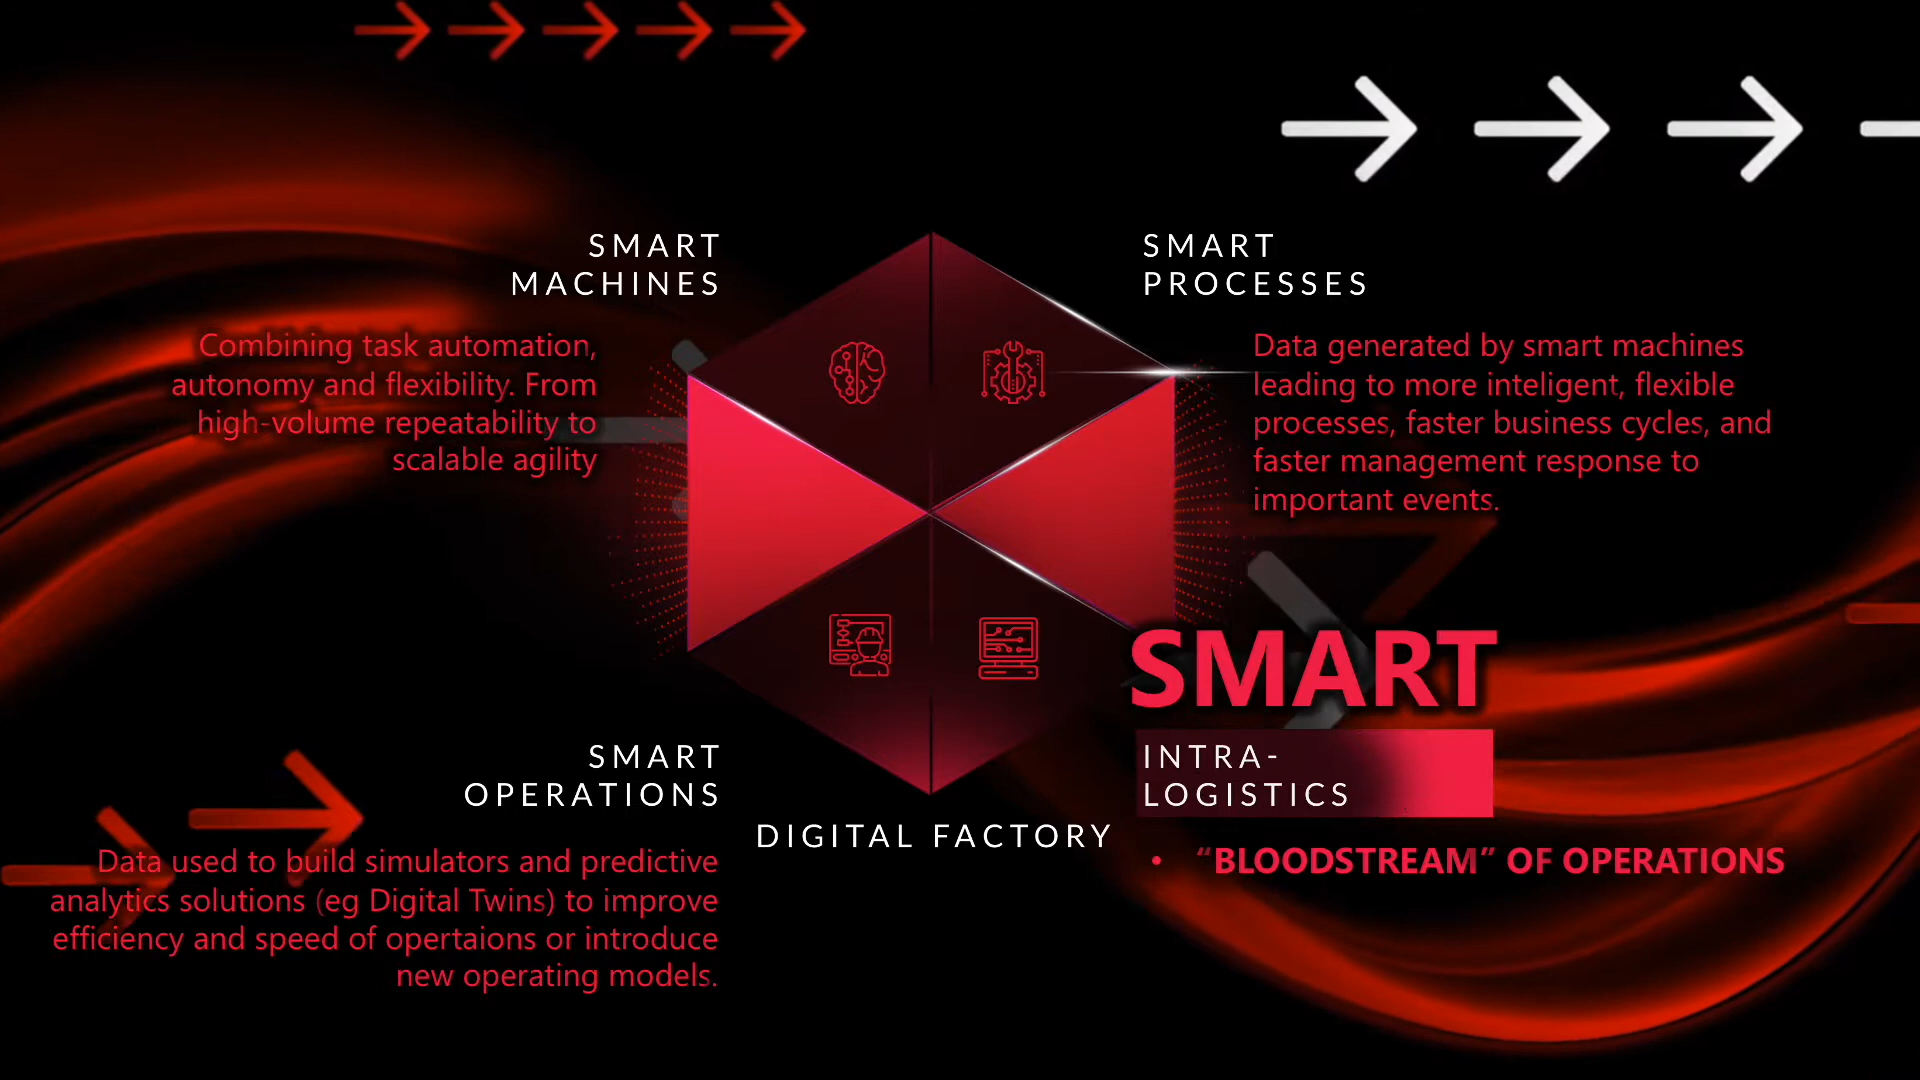 SMART
MACHINES
Combining task automation,
autonomy and flexibility. From
high-volume repeatability to
scalable agility
SMART
PROCESSES
Data generated by smart machines
leading to more inteligent, flexible
processes, faster business cycles, and
faster management response to
important events.
SMART
OPERATIONS
Data used to build simulators and predictive
analytics solutions (eg Digital Twins) to improve
efficiency and speed of opertaions or introduce
new operating models.
DIGITAL FACTORY
SMART
INTRA-
LOGISTICS
• “BLOODSTREAM” OF OPERATIONS